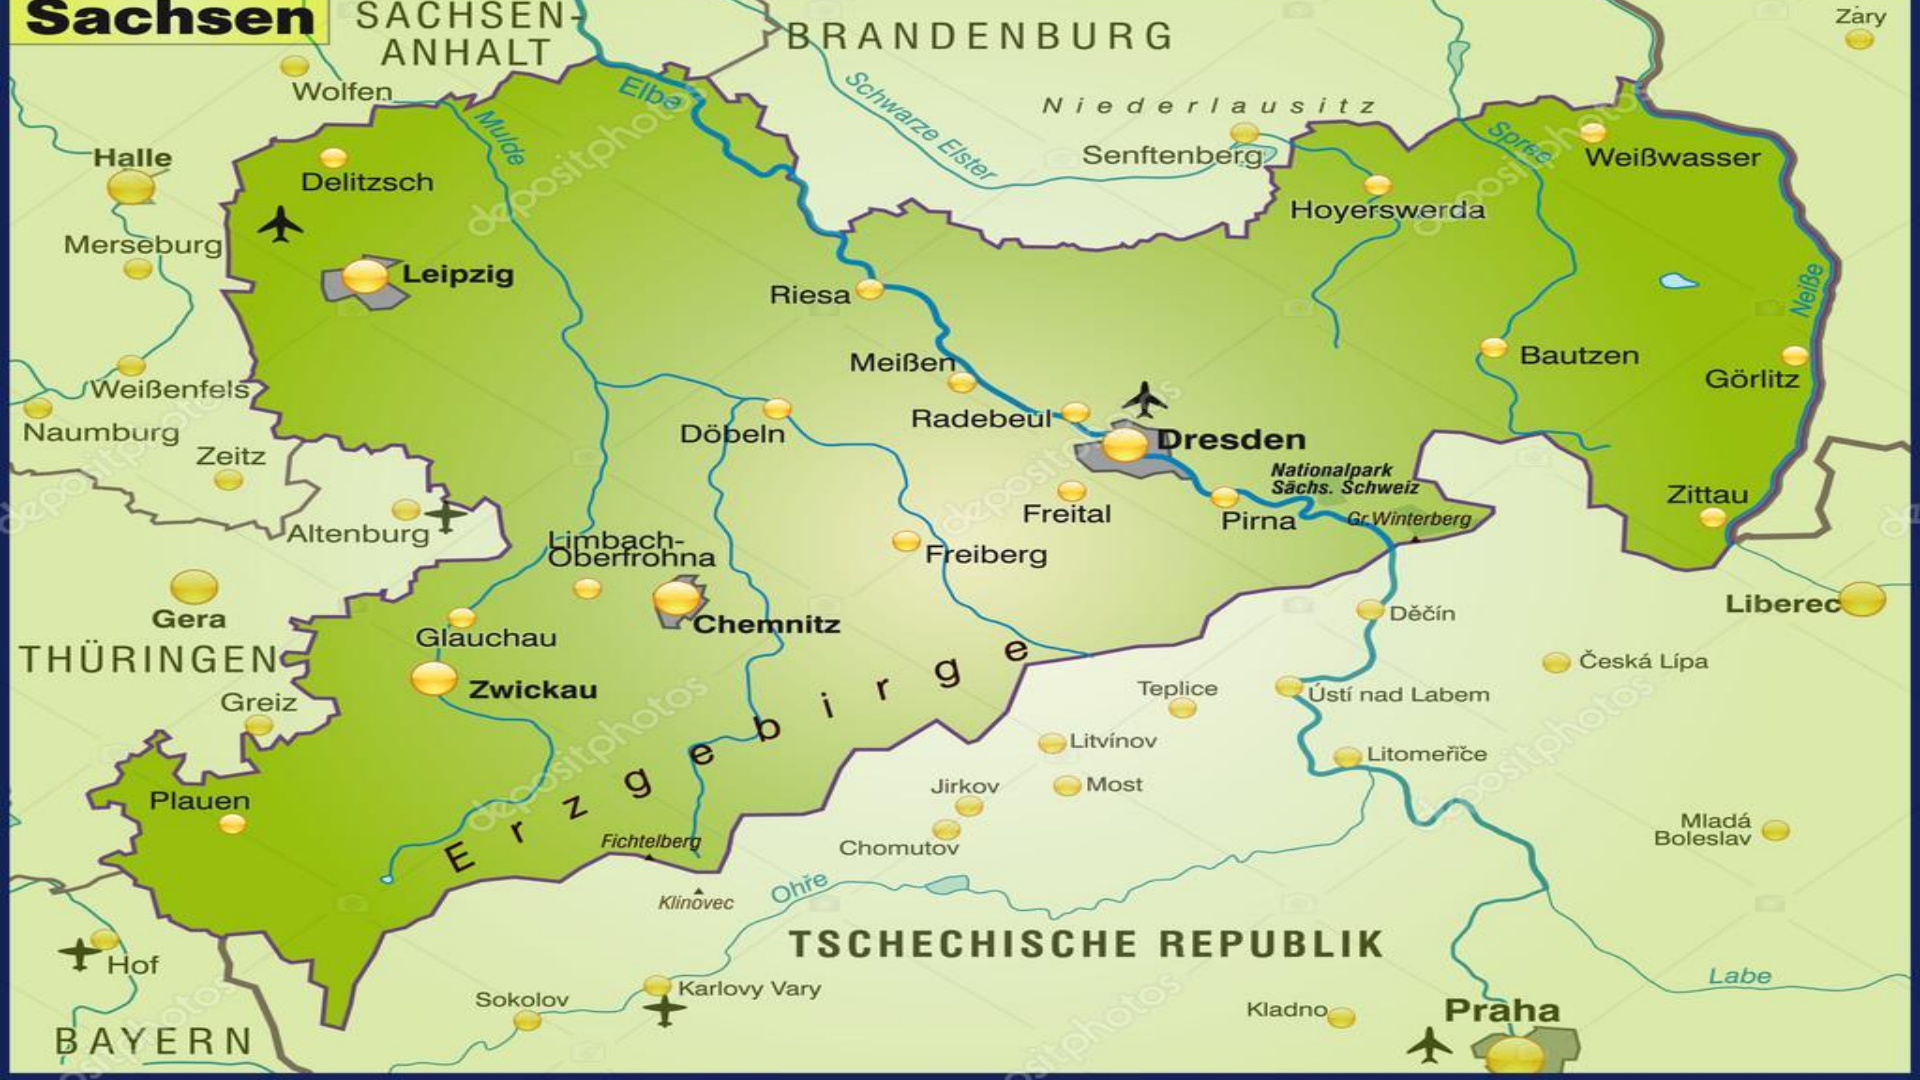 Sachsen
SACHSEN-
ANHALT
BRANDENBURG
Żary
Wolfen
Elbe
Schwarze Elster
Niederlausitz
Mulde
Spree
Senftenberg
Weißwasser
Halle
Delitzsch
Hoyerswerda
Merseburg
Leipzig
Riesa
Neiße
Meißen
Bautzen
Görlitz
Weißenfels
Radebeul
Naumburg
Döbeln
Dresden
Zeitz
Nationalpark
Sächs. Schweiz
Zittau
Altenburg
Freital
Pirna
Gr.Winterberg
Limbach-
Oberfrohna
Freiberg
Gera
Chemnitz
Děčín
Liberec
Glauchau
THÜRINGEN
Zwickau
Erzgebirge
Česká Lípa
Teplice
Ústí nad Labem
Greiz
Litvínov
Litomeříce
Jirkov
Most
Plauen
Mladá
Boleslav
Fichtelberg
Chomutov
Ohře
Klínovec
TSCHECHISCHE REPUBLIK
Hof
Labe
Karlovy Vary
Sokolov
Kladno
Praha
BAYERN
depositphotos